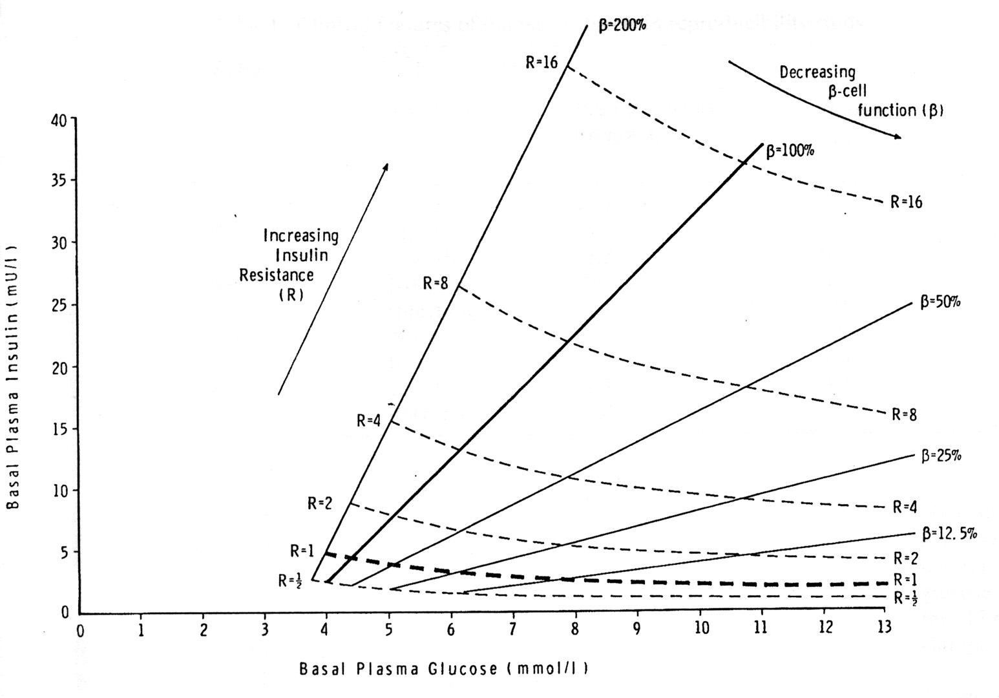 β=200%
R=16
Decreasing
β-cell
function (β)
40
β=100%
35
R=16
Increasing
Insulin
Resistance
(R)
30
R=8
25
β=50%
20
R=4
15
R=8
β=25%
10
R=2
R=4
β=12.5%
5
R=1
R=2
R=½
R=1
R=½
0
0 1 2 3 4 5 6 7 8 9 10 11 12 13
Basal Plasma Glucose (mmol/l)
Basal Plasma Insulin (mU/l)